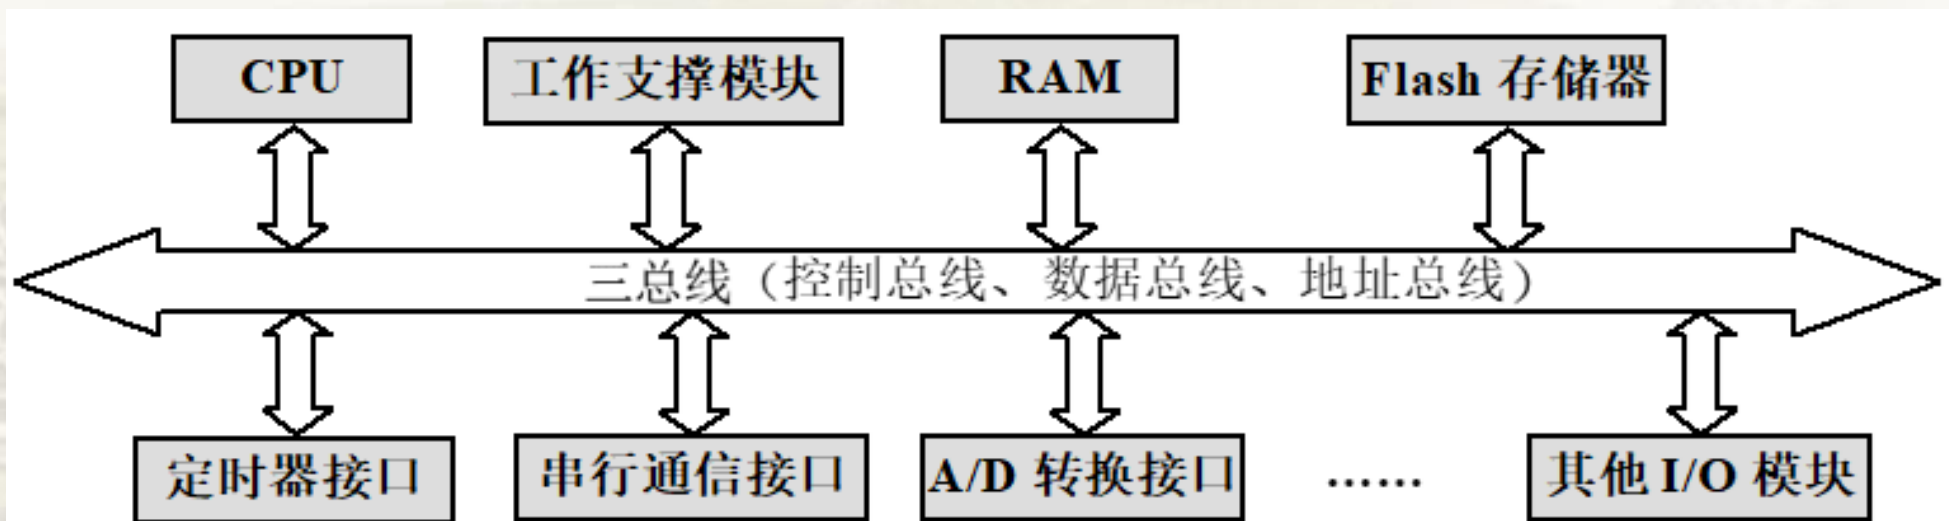 CPU
工作支撑模块
RAM
Flash 存储器
三总线（控制总线、数据总线、地址总线）
定时器接口
串行通信接口
A/D 转换接口
……
其他 I/O 模块